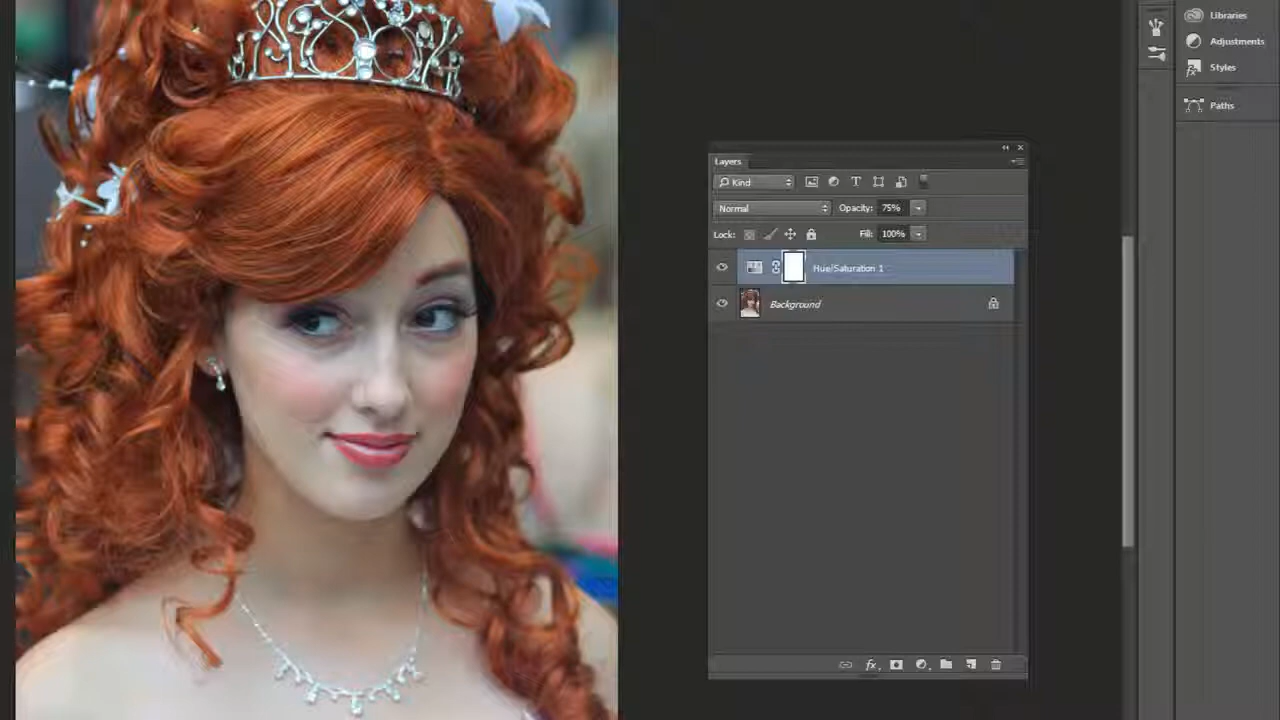 Libraries
Adjustments
Styles
Paths
Layers
Kind
Normal Opacity: 75%
Lock: Fill: 100%
Hue/Saturation 1
Background